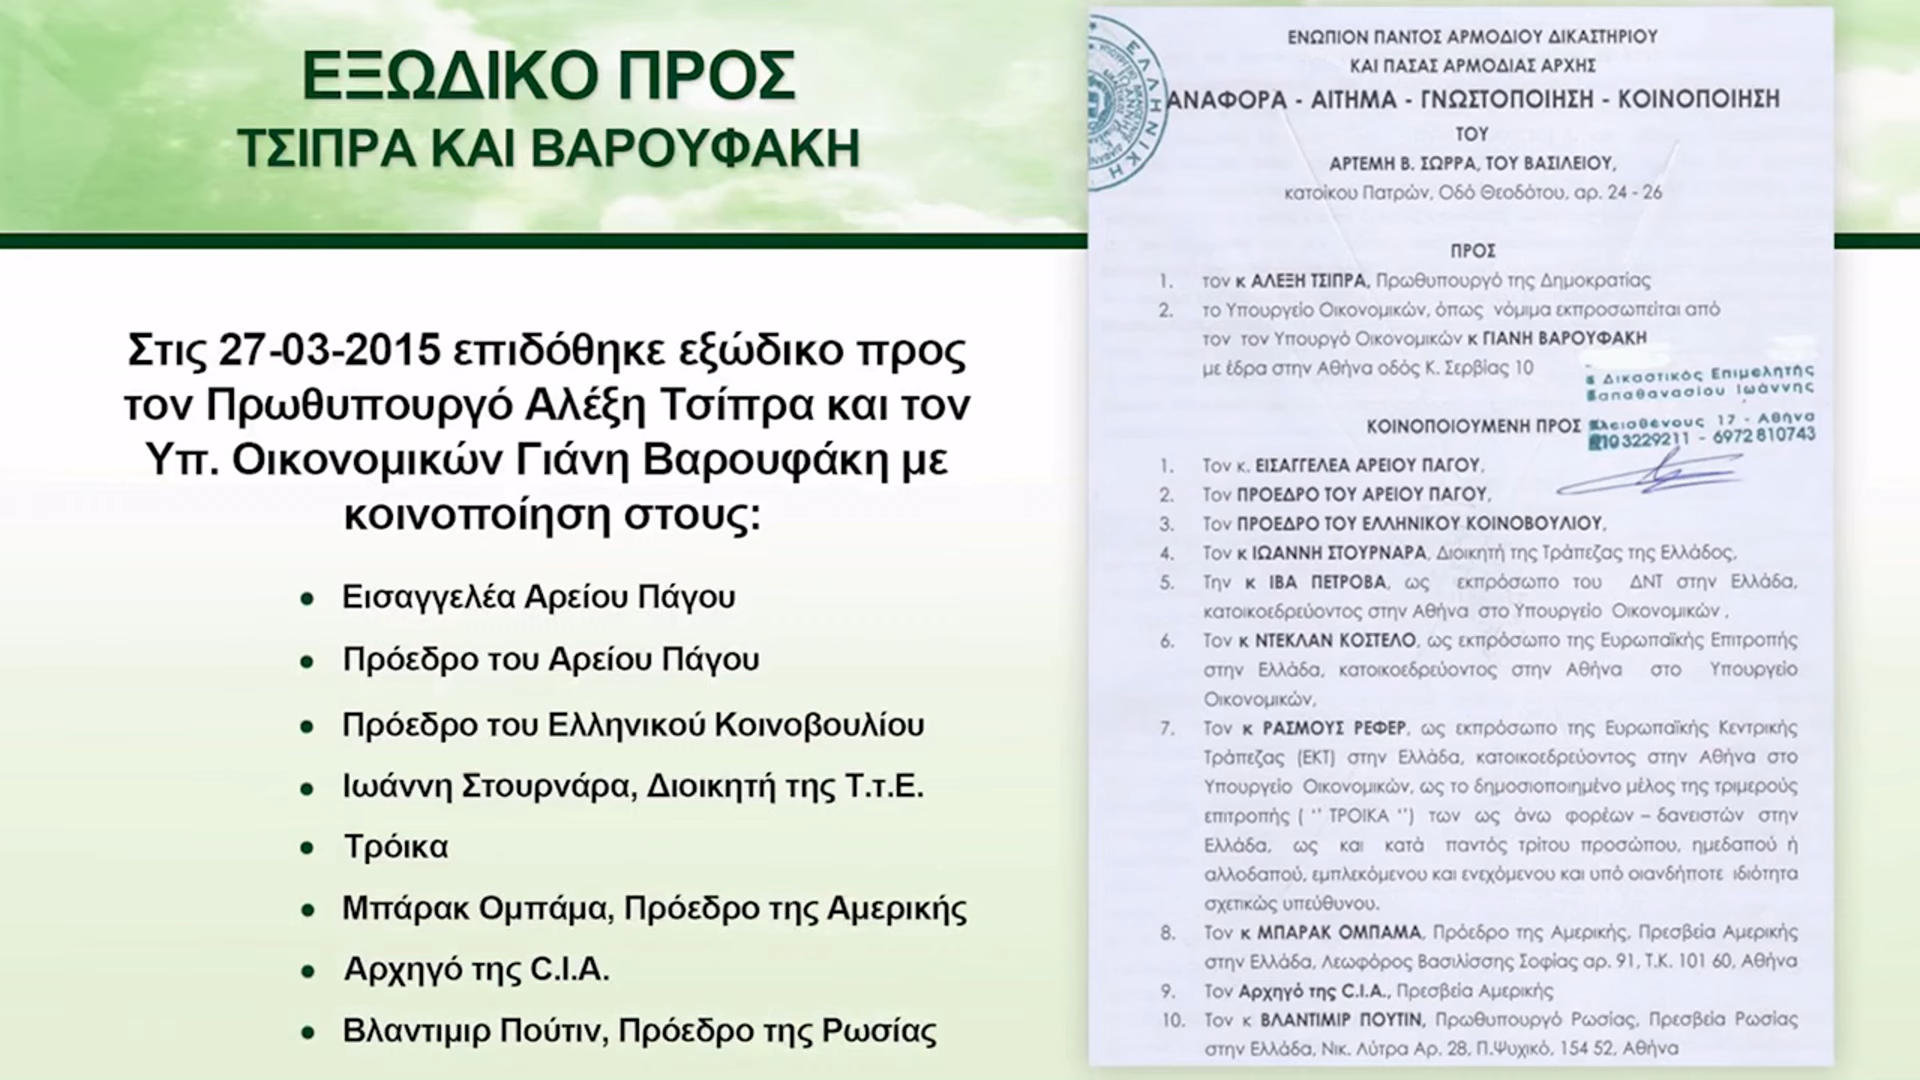 ΕΞΩΔΙΚΟ ΠΡΟΣ
ΤΣΙΠΡΑ ΚΑΙ ΒΑΡΟΥΦΑΚΗ
Στις 27-03-2015 επιδόθηκε εξώδικο προς
τον Πρωθυπουργό Αλέξη Τσίπρα και τον
Υπ. Οικονομικών Γιάνη Βαρουφάκη με
κοινοποίηση στους:
• Εισαγγελέα Αρείου Πάγου
• Πρόεδρο του Αρείου Πάγου
• Πρόεδρο του Ελληνικού Κοινοβουλίου
• Ιωάννη Στουρνάρα, Διοικητή της Τ.τ.Ε.
• Τρόικα
• Μπάρακ Ομπάμα, Πρόεδρο της Αμερικής
• Αρχηγό της C.I.A.
• Βλαντιμιρ Πούτιν, Πρόεδρο της Ρωσίας
ΕΝΩΠΙΟΝ ΠΑΝΤΟΣ ΑΡΜΟΔΙΟΥ ΔΙΚΑΣΤΗΡΙΟΥ
ΚΑΙ ΠΑΣΑΣ ΑΡΜΟΔΙΑΣ ΑΡΧΗΣ
ΑΝΑΦΟΡΑ - ΑΙΤΗΜΑ - ΓΝΩΣΤΟΠΟΙΗΣΗ - ΚΟΙΝΟΠΟΙΗΣΗ
ΤΟΥ
ΑΡΤΕΜΗ Β. ΣΩΡΡΑ, ΤΟΥ ΒΑΣΙΛΕΙΟΥ,
κατοίκου Πατρών, Οδό Θεοδότου, αρ. 24 - 26
ΠΡΟΣ
1. τον κ ΑΛΕΞΗ ΤΣΙΠΡΑ, Πρωθυπουργό της Δημοκρατίας
2. το Υπουργείο Οικονομικών, όπως νόμιμα εκπροσωπείται από
τον τον Υπουργό Οικονομικών κ ΓΙΑΝΗ ΒΑΡΟΥΦΑΚΗ
με έδρα στην Αθήνα οδός Κ. Σερβίας 10
Δικαστικός Επιμελητής
Παπαθανασίου Ιωάννης
Κλεισθένους 17 - Αθήνα
2103229211 - 6972810743
ΚΟΙΝΟΠΟΙΟΥΜΕΝΗ ΠΡΟΣ
1. Τον κ. ΕΙΣΑΓΓΕΛΕΑ ΑΡΕΙΟΥ ΠΑΓΟΥ,
2. Τον ΠΡΟΕΔΡΟ ΤΟΥ ΑΡΕΙΟΥ ΠΑΓΟΥ,
3. Τον ΠΡΟΕΔΡΟ ΤΟΥ ΕΛΛΗΝΙΚΟΥ ΚΟΙΝΟΒΟΥΛΙΟΥ,
4. Τον κ ΙΩΑΝΝΗ ΣΤΟΥΡΝΑΡΑ, Διοικητή της Τράπεζας της Ελλάδος,
5. Την κ ΙΒΑ ΠΕΤΡΟΒΑ, ως εκπρόσωπο του ΔΝΤ στην Ελλάδα,
κατοικοεδρεύοντος στην Αθήνα στο Υπουργείο Οικονομικών ,
6. Τον κ ΝΤΕΚΛΑΝ ΚΟΣΤΕΛΟ, ως εκπρόσωπο της Ευρωπαϊκής Επιτροπής
στην Ελλάδα, κατοικοεδρεύοντος στην Αθήνα στο Υπουργείο
Οικονομικών,
7. Τον κ ΡΑΣΜΟΥΣ ΡΕΦΕΡ, ως εκπρόσωπο της Ευρωπαϊκής Κεντρικής
Τράπεζας (ΕΚΤ) στην Ελλάδα, κατοικοεδρεύοντος στην Αθήνα στο
Υπουργείο Οικονομικών, ως το δημοσιοποιημένο μέλος της τριμερούς
επιτροπής ( '' ΤΡΟΙΚΑ '') των ως άνω φορέων – δανειστών στην
Ελλάδα, ως και κατά παντός τρίτου προσώπου, ημεδαπού ή
αλλοδαπού, εμπλεκόμενου και ενεχόμενου και υπό οιανδήποτε ιδιότητα
σχετικώς υπεύθυνου.
8. Τον κ ΜΠΑΡΑΚ ΟΜΠΑΜΑ, Πρόεδρο της Αμερικής, Πρεσβεία Αμερικής
στην Ελλάδα, Λεωφόρος Βασιλίσσης Σοφίας αρ. 91, Τ.Κ. 101 60, Αθήνα
9. Τον Αρχηγό της C.I.A., Πρεσβεία Αμερικής
10. Τον κ ΒΛΑΝΤΙΜΙΡ ΠΟΥΤΙΝ, Πρωθυπουργό Ρωσίας, Πρεσβεία Ρωσίας
στην Ελλάδα, Νικ. Λύτρα Αρ. 28, Π.Ψυχικό, 154 52, Αθήνα